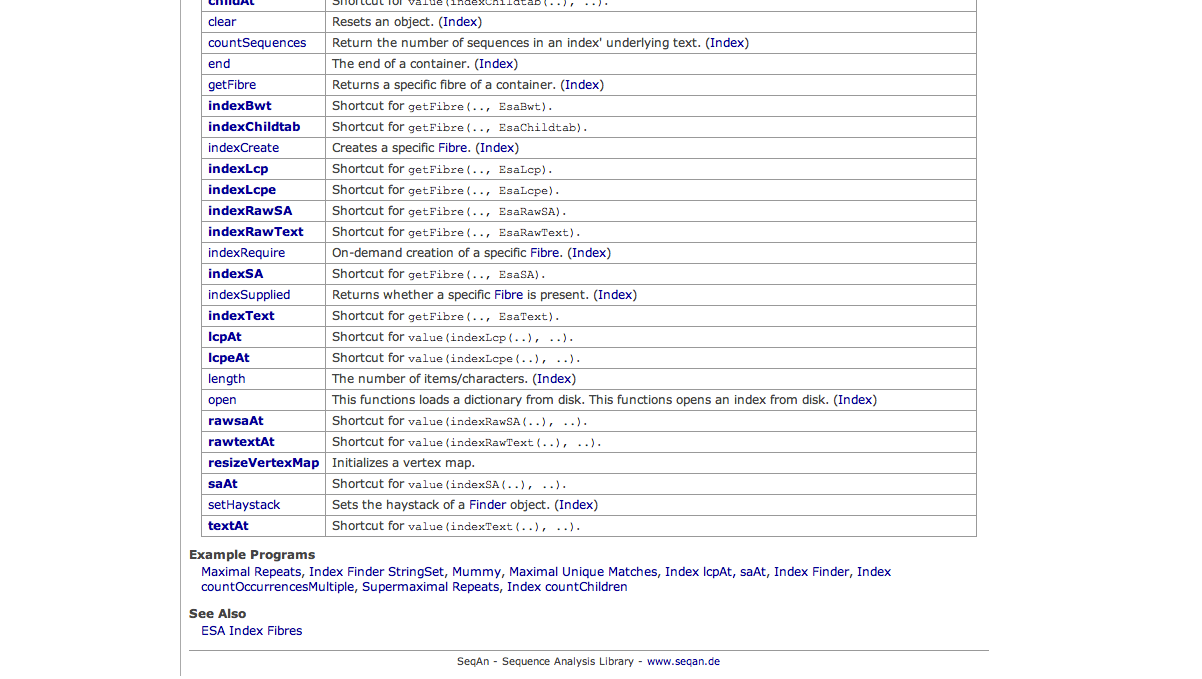 childAt Shortcut for value(indexChildtab(..), ..).
clear Resets an object. (Index)
countSequences Return the number of sequences in an index' underlying text. (Index)
end The end of a container. (Index)
getFibre Returns a specific fibre of a container. (Index)
indexBwt Shortcut for getFibre(.., EsaBwt).
indexChildtab Shortcut for getFibre(.., EsaChildtab).
indexCreate Creates a specific Fibre. (Index)
indexLcp Shortcut for getFibre(.., EsaLcp).
indexLcpe Shortcut for getFibre(.., EsaLcpe).
indexRawSA Shortcut for getFibre(.., EsaRawSA).
indexRawText Shortcut for getFibre(.., EsaRawText).
indexRequire On-demand creation of a specific Fibre. (Index)
indexSA Shortcut for getFibre(.., EsaSA).
indexSupplied Returns whether a specific Fibre is present. (Index)
indexText Shortcut for getFibre(.., EsaText).
lcpAt Shortcut for value(indexLcp(..), ..).
lcpeAt Shortcut for value(indexLcpe(..), ..).
length The number of items/characters. (Index)
open This functions loads a dictionary from disk. This functions opens an index from disk. (Index)
rawsaAt Shortcut for value(indexRawSA(..), ..).
rawtextAt Shortcut for value(indexRawText(..), ..).
resizeVertexMap Initializes a vertex map.
saAt Shortcut for value(indexSA(..), ..).
setHaystack Sets the haystack of a Finder object. (Index)
textAt Shortcut for value(indexText(..), ..).
Example Programs
Maximal Repeats, Index Finder StringSet, Mummy, Maximal Unique Matches, Index lcpAt, saAt, Index Finder, Index
countOccurrencesMultiple, Supermaximal Repeats, Index countChildren
See Also
ESA Index Fibres
SeqAn - Sequence Analysis Library - www.seqan.de